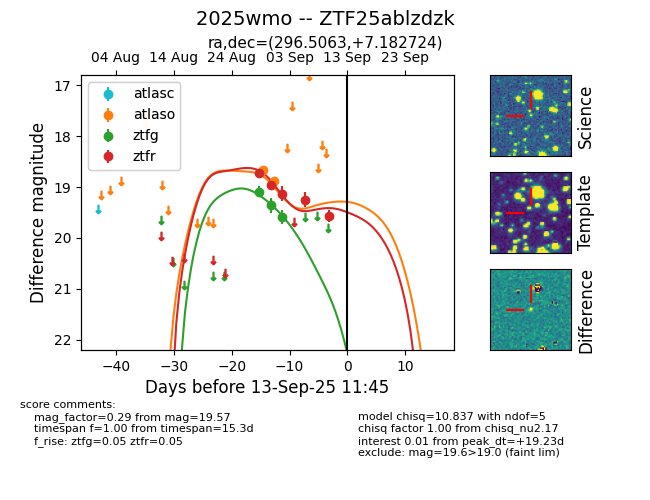 2025wmo -- ZTF25ablzdzk
ra,dec=(296.5063,+7.182724)
04 Aug 14 Aug 24 Aug 03 Sep 13 Sep 23 Sep
17
18
19
20
21
22
Difference magnitude
atlasc
atlaso
ztfg
ztfr
−40 −30 −20 −10 0 10
Days before 13-Sep-25 11:45
Science
Template
Difference
score comments:
mag_factor=0.29 from mag=19.57
timespan f=1.00 from timespan=15.3d
f_rise: ztfg=0.05 ztfr=0.05
model chisq=10.837 with ndof=5
chisq factor 1.00 from chisq_nu2.17
interest 0.01 from peak_dt=+19.23d
exclude: mag=19.6>19.0 (faint lim)